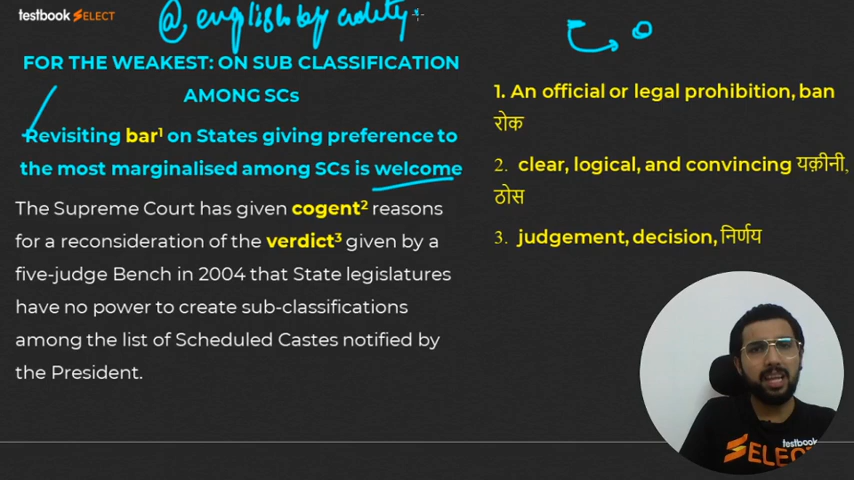 testbook SELECT
@english by aditya
FOR THE WEAKEST: ON SUB CLASSIFICATION
AMONG SCs
Revisiting bar¹ on States giving preference to
the most marginalised among SCs is welcome
The Supreme Court has given cogent² reasons
for a reconsideration of the verdict³ given by a
five-judge Bench in 2004 that State legislatures
have no power to create sub-classifications
among the list of Scheduled Castes notified by
the President.
1. An official or legal prohibition, ban
रोक
2. clear, logical, and convincing यक़ीनी,
ठोस
3. judgement, decision, निर्णय
testbook
SELECT